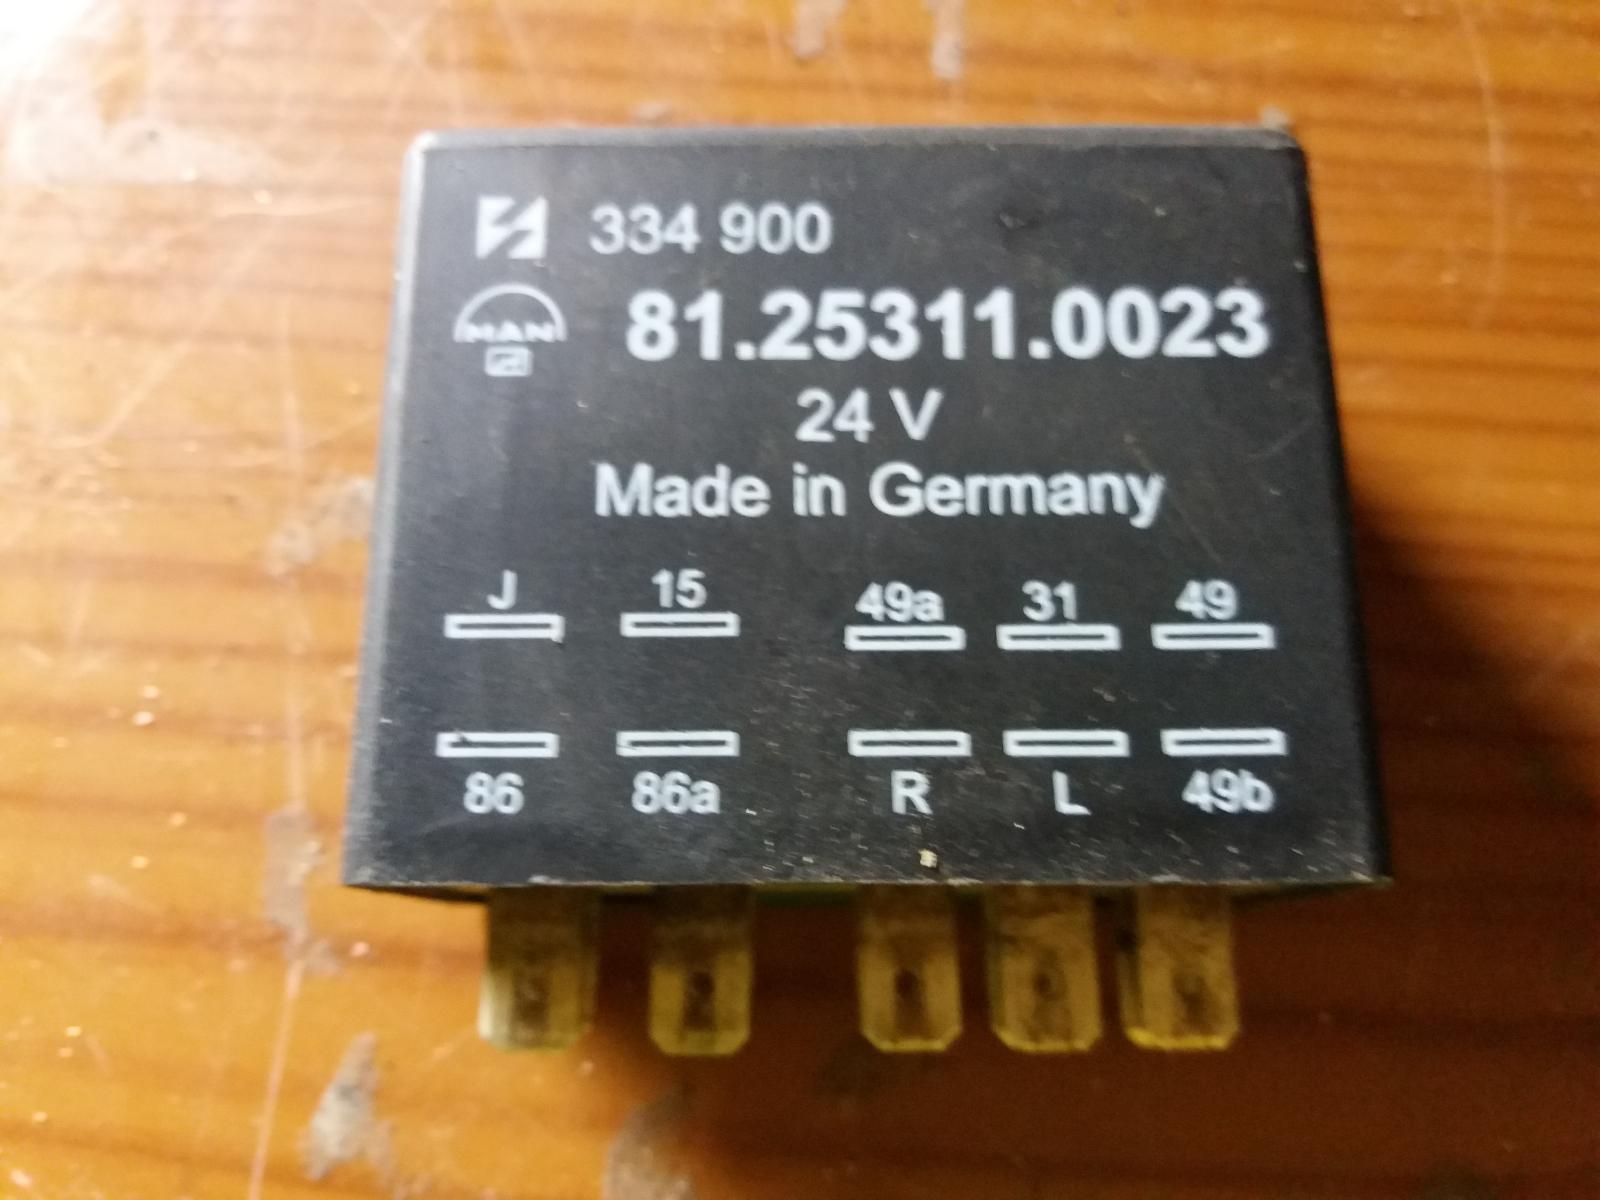 334 900
MAN 81.25311.0023
24 V
Made in Germany
J 15 49a 31 49
86 86a R L 49b